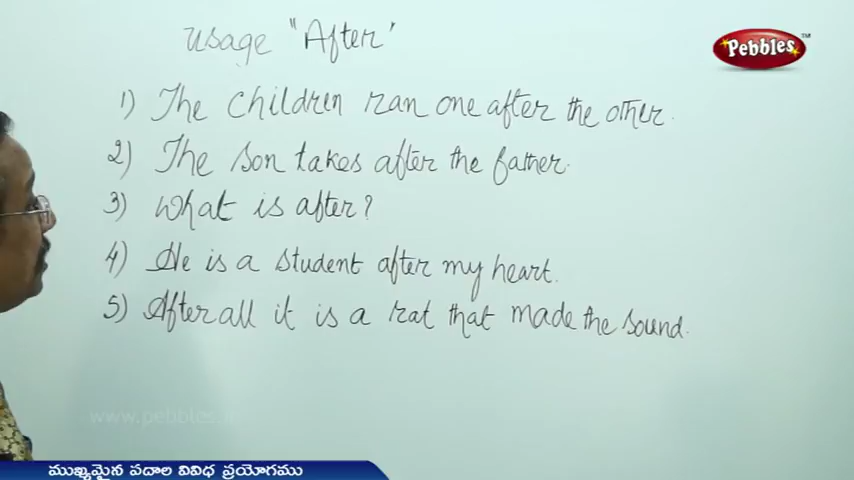 usage "After'
Pebbles TM
1) The children ran one after the other.
2) The son takes after the father.
3) What is after?
4) He is a student after my heart.
5) After all it is a rat that made the sound.
www.pebbles.
ముఖ్యమైన పదాల వివిధ ప్రయోగము